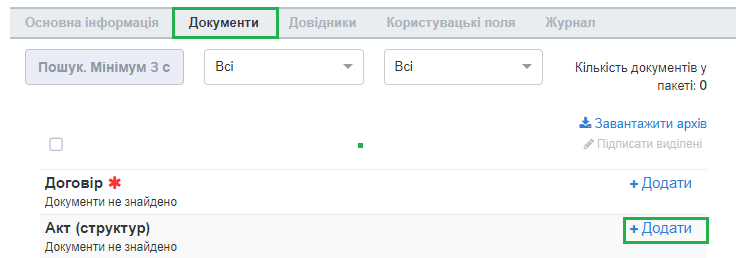 Основна інформація Документи Довідники Користувацькі поля Журнал
Пошук. Мінімум 3 с Всі Всі Кількість документів у
пакеті: 0
Завантажити архів
Підписати виділені
Договір * + Додати
Документи не знайдено
Акт (структур) + Додати
Документи не знайдено